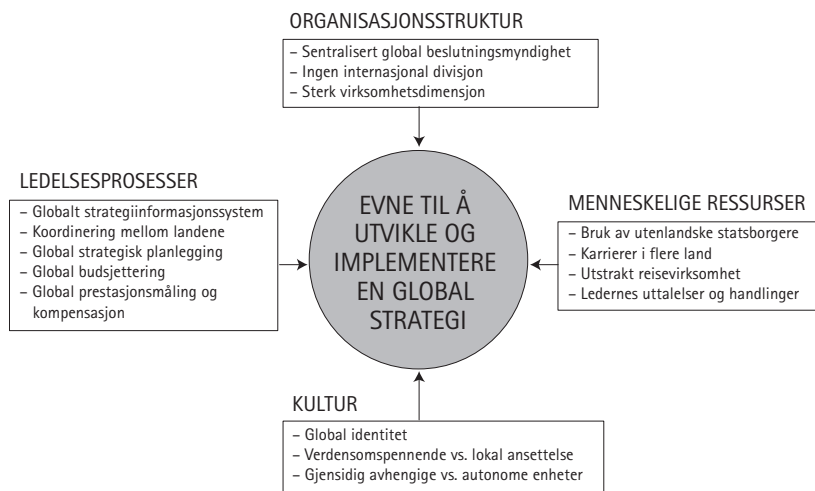 ORGANISASJONSSTRUKTUR
– Sentralisert global beslutningsmyndighet
– Ingen internasjonal divisjon
– Sterk virksomhetsdimensjon
LEDELSESPROSESSER
– Globalt strategiinformasjonssystem
– Koordinering mellom landene
– Global strategisk planlegging
– Global budsjettering
– Global prestasjonsmåling og
kompensasjon
EVNE TIL Å
UTVIKLE OG
IMPLEMENTERE
EN GLOBAL
STRATEGI
MENNESKELIGE RESSURSER
– Bruk av utenlandske statsborgere
– Karrierer i flere land
– Utstrakt reisevirksomhet
– Ledernes uttalelser og handlinger
KULTUR
– Global identitet
– Verdensomspennende vs. lokal ansettelse
– Gjensidig avhengige vs. autonome enheter